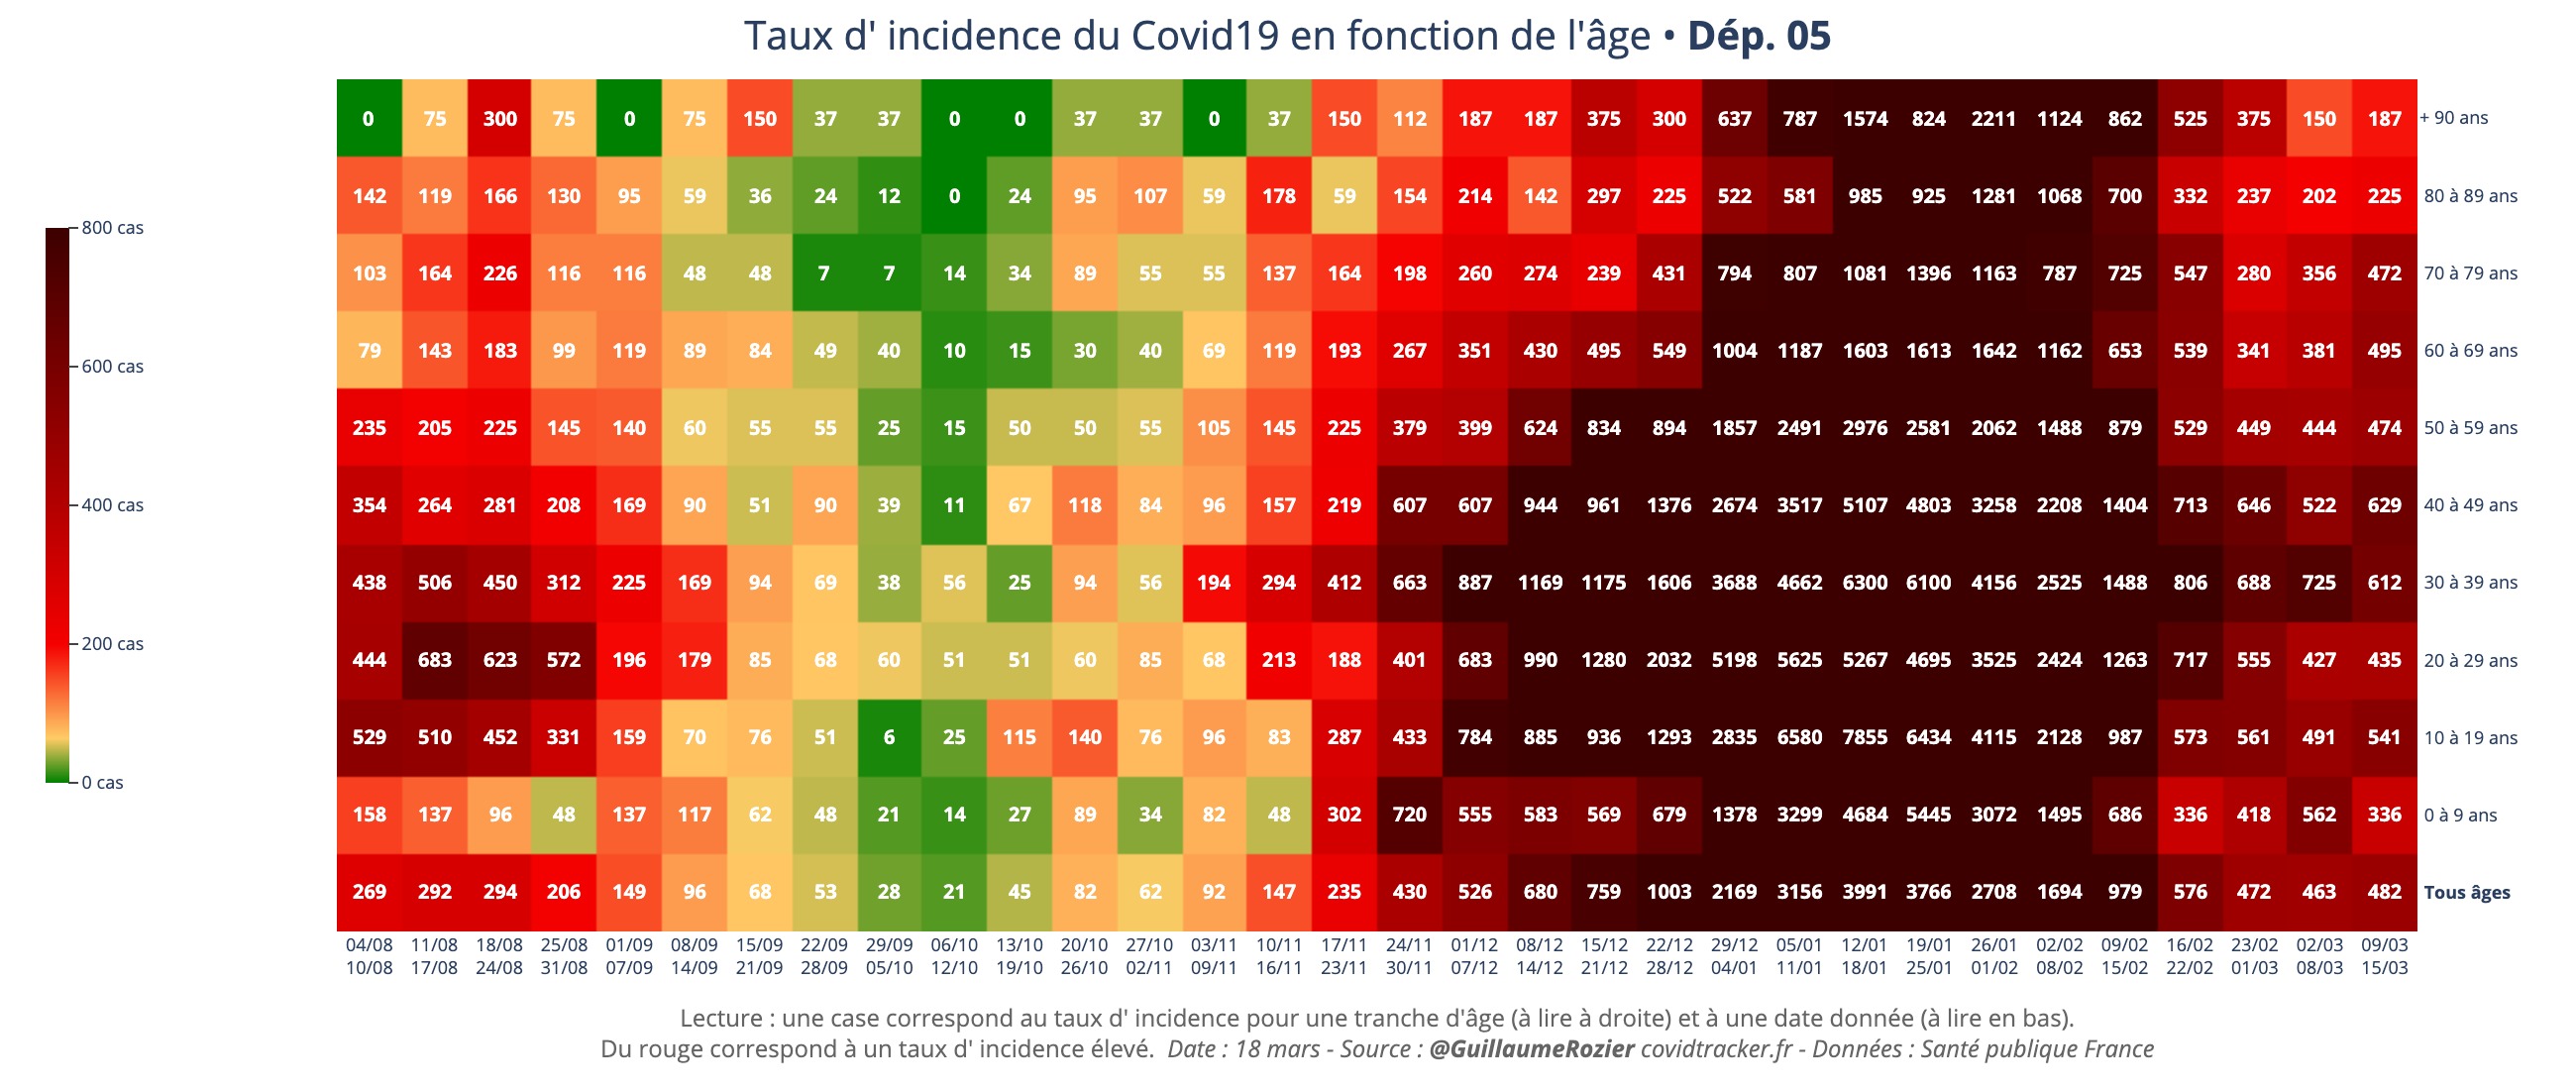 Taux d' incidence du Covid19 en fonction de l'âge • Dép. 05
800 cas
600 cas
400 cas
200 cas
0 cas
0 75 300 75 0 75 150 37 37 0 0 37 37 0 37 150 112 187 187 375 300 637 787 1574 824 2211 1124 862 525 375 150 187 + 90 ans
142 119 166 130 95 59 36 24 12 0 24 95 107 59 178 59 154 214 142 297 225 522 581 985 925 1281 1068 700 332 237 202 225 80 à 89 ans
103 164 226 116 116 48 48 7 7 14 34 89 55 55 137 164 198 260 274 239 431 794 807 1081 1396 1163 787 725 547 280 356 472 70 à 79 ans
79 143 183 99 119 89 84 49 40 10 15 30 40 69 119 193 267 351 430 495 549 1004 1187 1603 1613 1642 1162 653 539 341 381 495 60 à 69 ans
235 205 225 145 140 60 55 55 25 15 50 50 55 105 145 225 379 399 624 834 894 1857 2491 2976 2581 2062 1488 879 529 449 444 474 50 à 59 ans
354 264 281 208 169 90 51 90 39 11 67 118 84 96 157 219 607 607 944 961 1376 2674 3517 5107 4803 3258 2208 1404 713 646 522 629 40 à 49 ans
438 506 450 312 225 169 94 69 38 56 25 94 56 194 294 412 663 887 1169 1175 1606 3688 4662 6300 6100 4156 2525 1488 806 688 725 612 30 à 39 ans
444 683 623 572 196 179 85 68 60 51 51 60 85 68 213 188 401 683 990 1280 2032 5198 5625 5267 4695 3525 2424 1263 717 555 427 435 20 à 29 ans
529 510 452 331 159 70 76 51 6 25 115 140 76 96 83 287 433 784 885 936 1293 2835 6580 7855 6434 4115 2128 987 573 561 491 541 10 à 19 ans
158 137 96 48 137 117 62 48 21 14 27 89 34 82 48 302 720 555 583 569 679 1378 3299 4684 5445 3072 1495 686 336 418 562 336 0 à 9 ans
269 292 294 206 149 96 68 53 28 21 45 82 62 92 147 235 430 526 680 759 1003 2169 3156 3991 3766 2708 1694 979 576 472 463 482 Tous âges
04/08 11/08 18/08 25/08 01/09 08/09 15/09 22/09 29/09 06/10 13/10 20/10 27/10 03/11 10/11 17/11 24/11 01/12 08/12 15/12 22/12 29/12 05/01 12/01 19/01 26/01 02/02 09/02 16/02 23/02 02/03 09/03
10/08 17/08 24/08 31/08 07/09 14/09 21/09 28/09 05/10 12/10 19/10 26/10 02/11 09/11 16/11 23/11 30/11 07/12 14/12 21/12 28/12 04/01 11/01 18/01 25/01 01/02 08/02 15/02 22/02 01/03 08/03 15/03
Lecture : une case correspond au taux d' incidence pour une tranche d'âge (à lire à droite) et à une date donnée (à lire en bas).
Du rouge correspond à un taux d' incidence élevé. Date : 18 mars - Source : @GuillaumeRozier covidtracker.fr - Données : Santé publique France